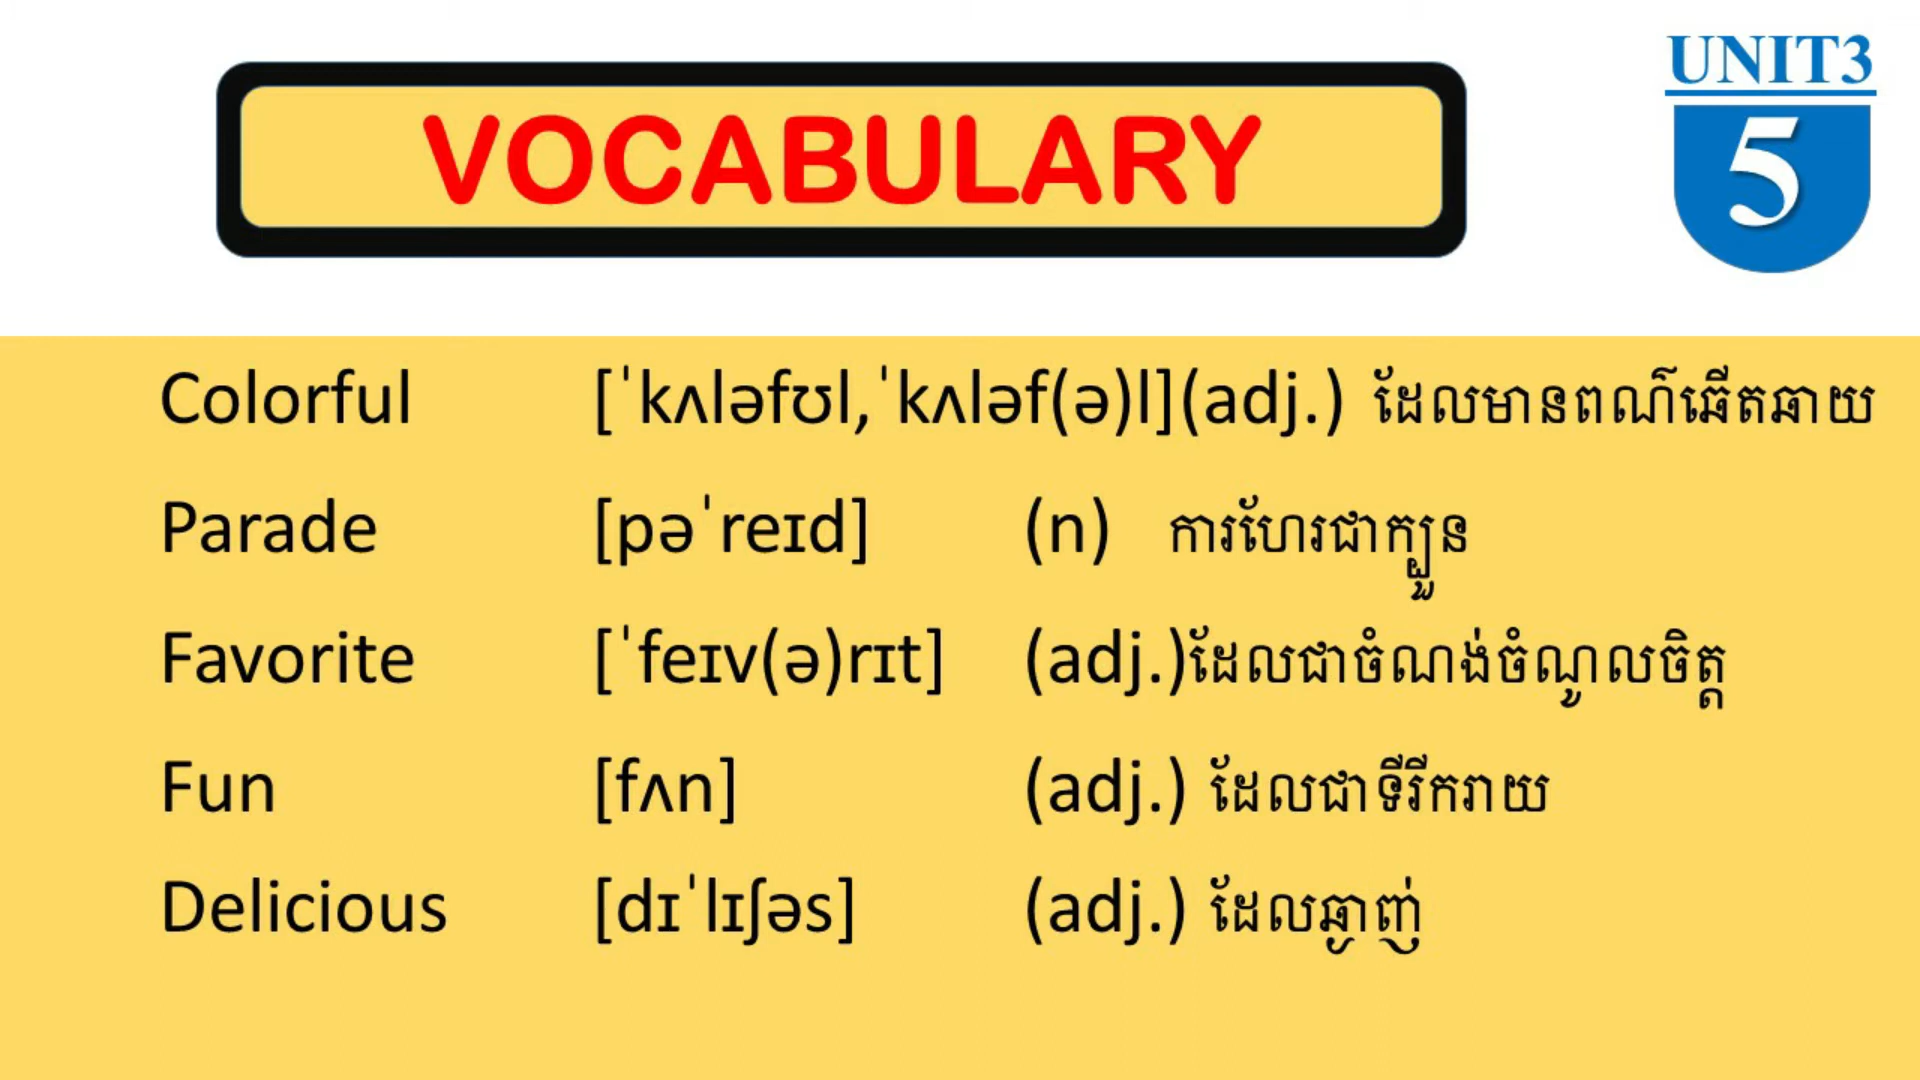 VOCABULARY
UNIT3
5
Colorful [ˈkʌləfʊl,ˈkʌləf(ə)l](adj.) ដែលមានពណ៌ឆើតឆាយ
Parade [pəˈreɪd] (n) ការហែរជាក្បួន
Favorite [ˈfeɪv(ə)rɪt] (adj.)ដែលជាចំណង់ចំណូលចិត្ត
Fun [fʌn] (adj.) ដែលជាទីរីករាយ
Delicious [dɪˈlɪʃəs] (adj.) ដែលឆ្ងាញ់